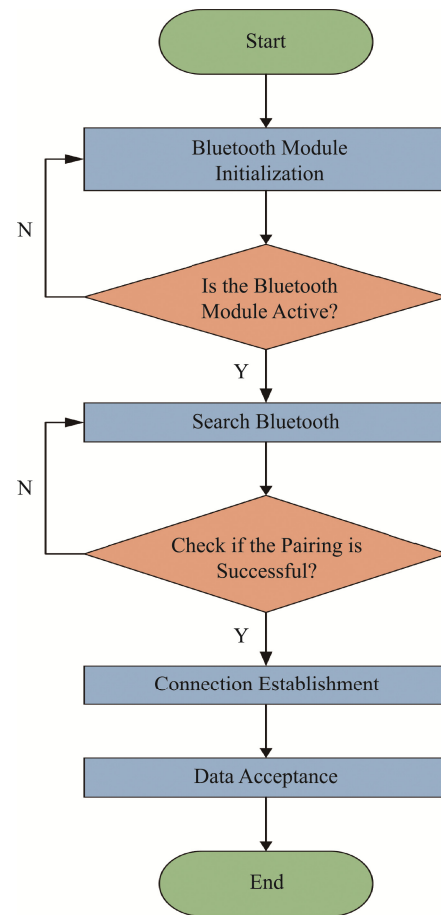 Start
Bluetooth Module
Initialization
N
Is the Bluetooth
Module Active?
Y
Search Bluetooth
N
Check if the Pairing is
Successful?
Y
Connection Establishment
Data Acceptance
End